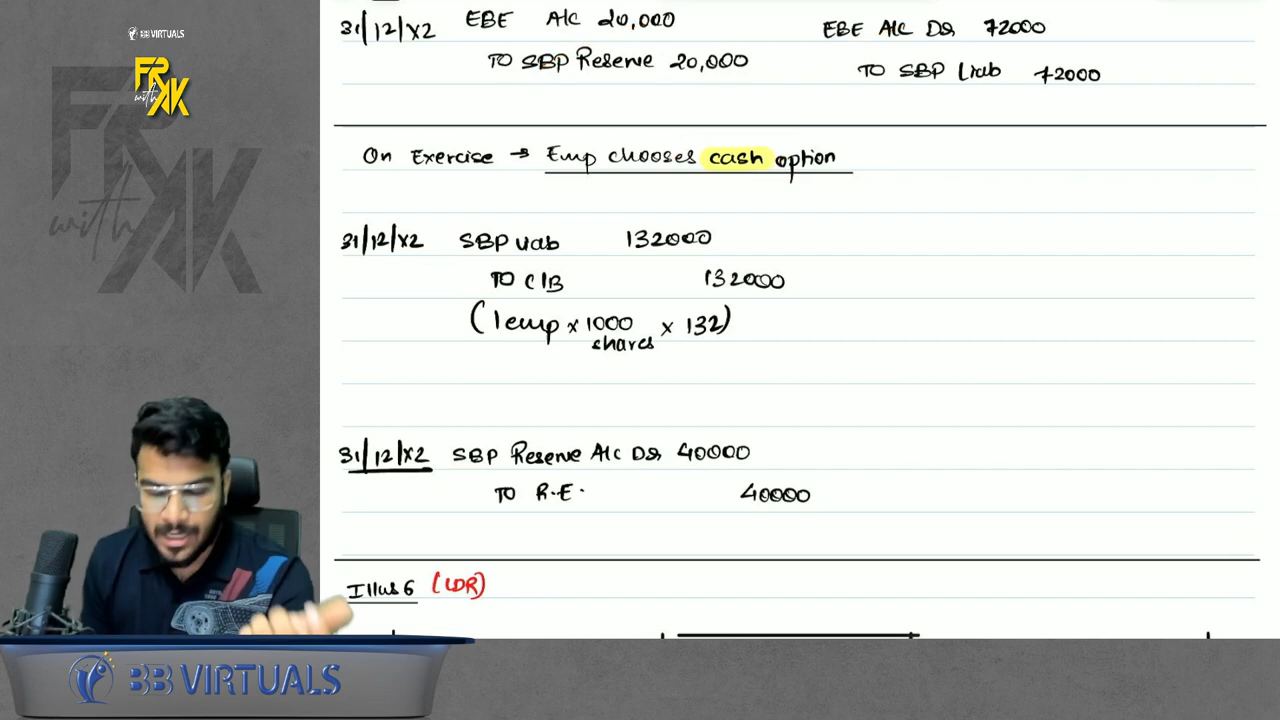 BB VIRTUALS
FR
with
AK
31/12/X2 EBE A/c 20,000
TO SBP Reserve 20,000
EBE A/c Dr 72000
TO SBP Liab 72000
On Exercise → Emp chooses cash option
31/12/X2 SBP Liab 132000
TO C/B 132000
(1 emp x 1000 shares x 132)
31/12/X2 SBP Reserve A/c Dr 40000
TO R.E. 40000
Illus 6 (LDR)
BB VIRTUALS